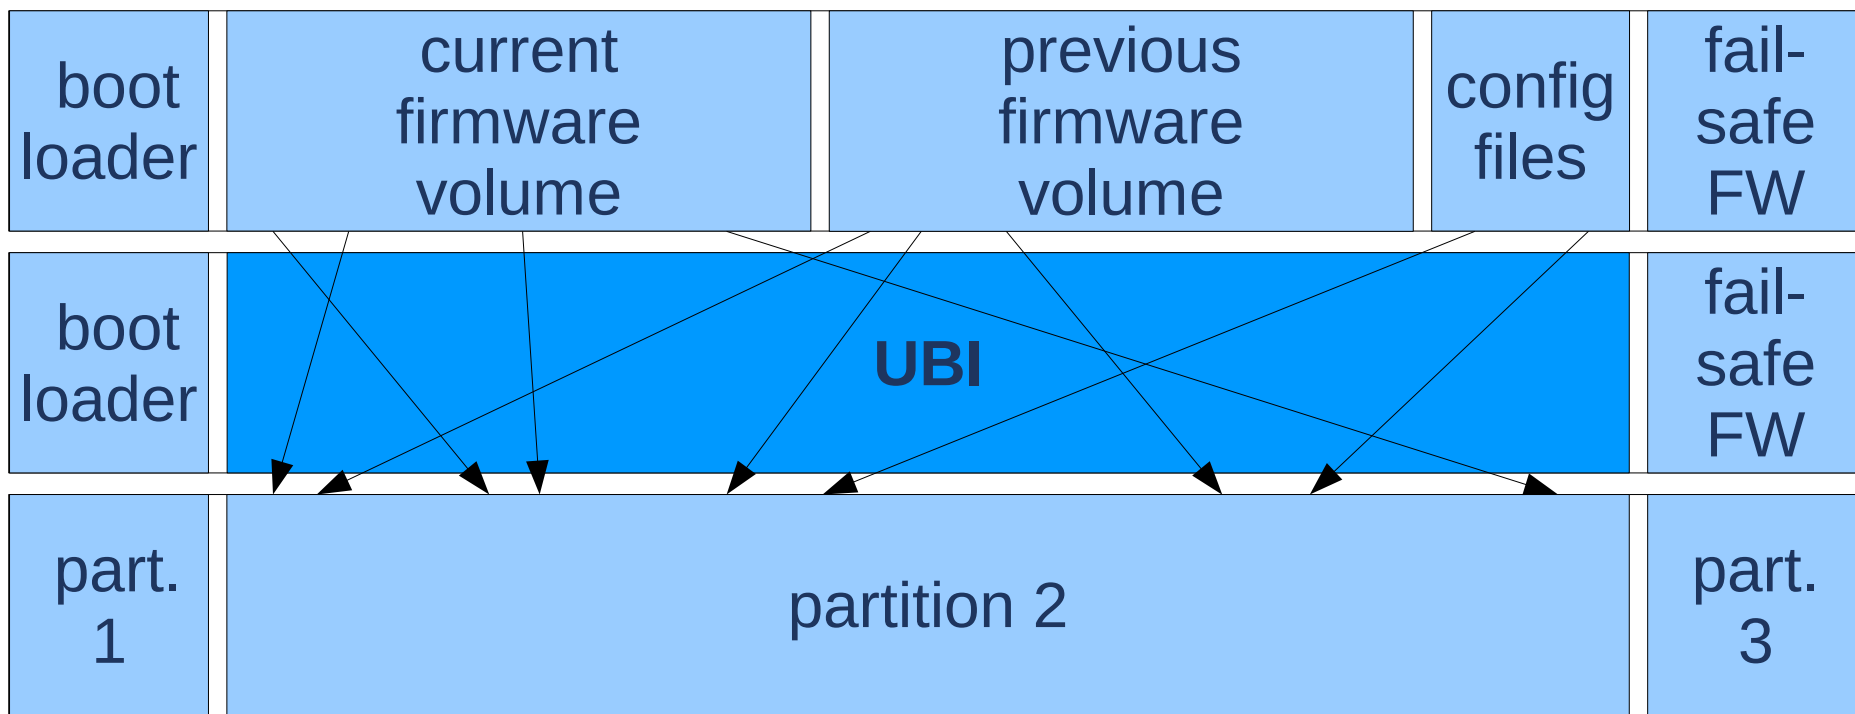 boot
loader
current
firmware
volume
previous
firmware
volume
config
files
fail-
safe
FW
boot
loader
UBI
fail-
safe
FW
part.
1
partition 2
part.
3